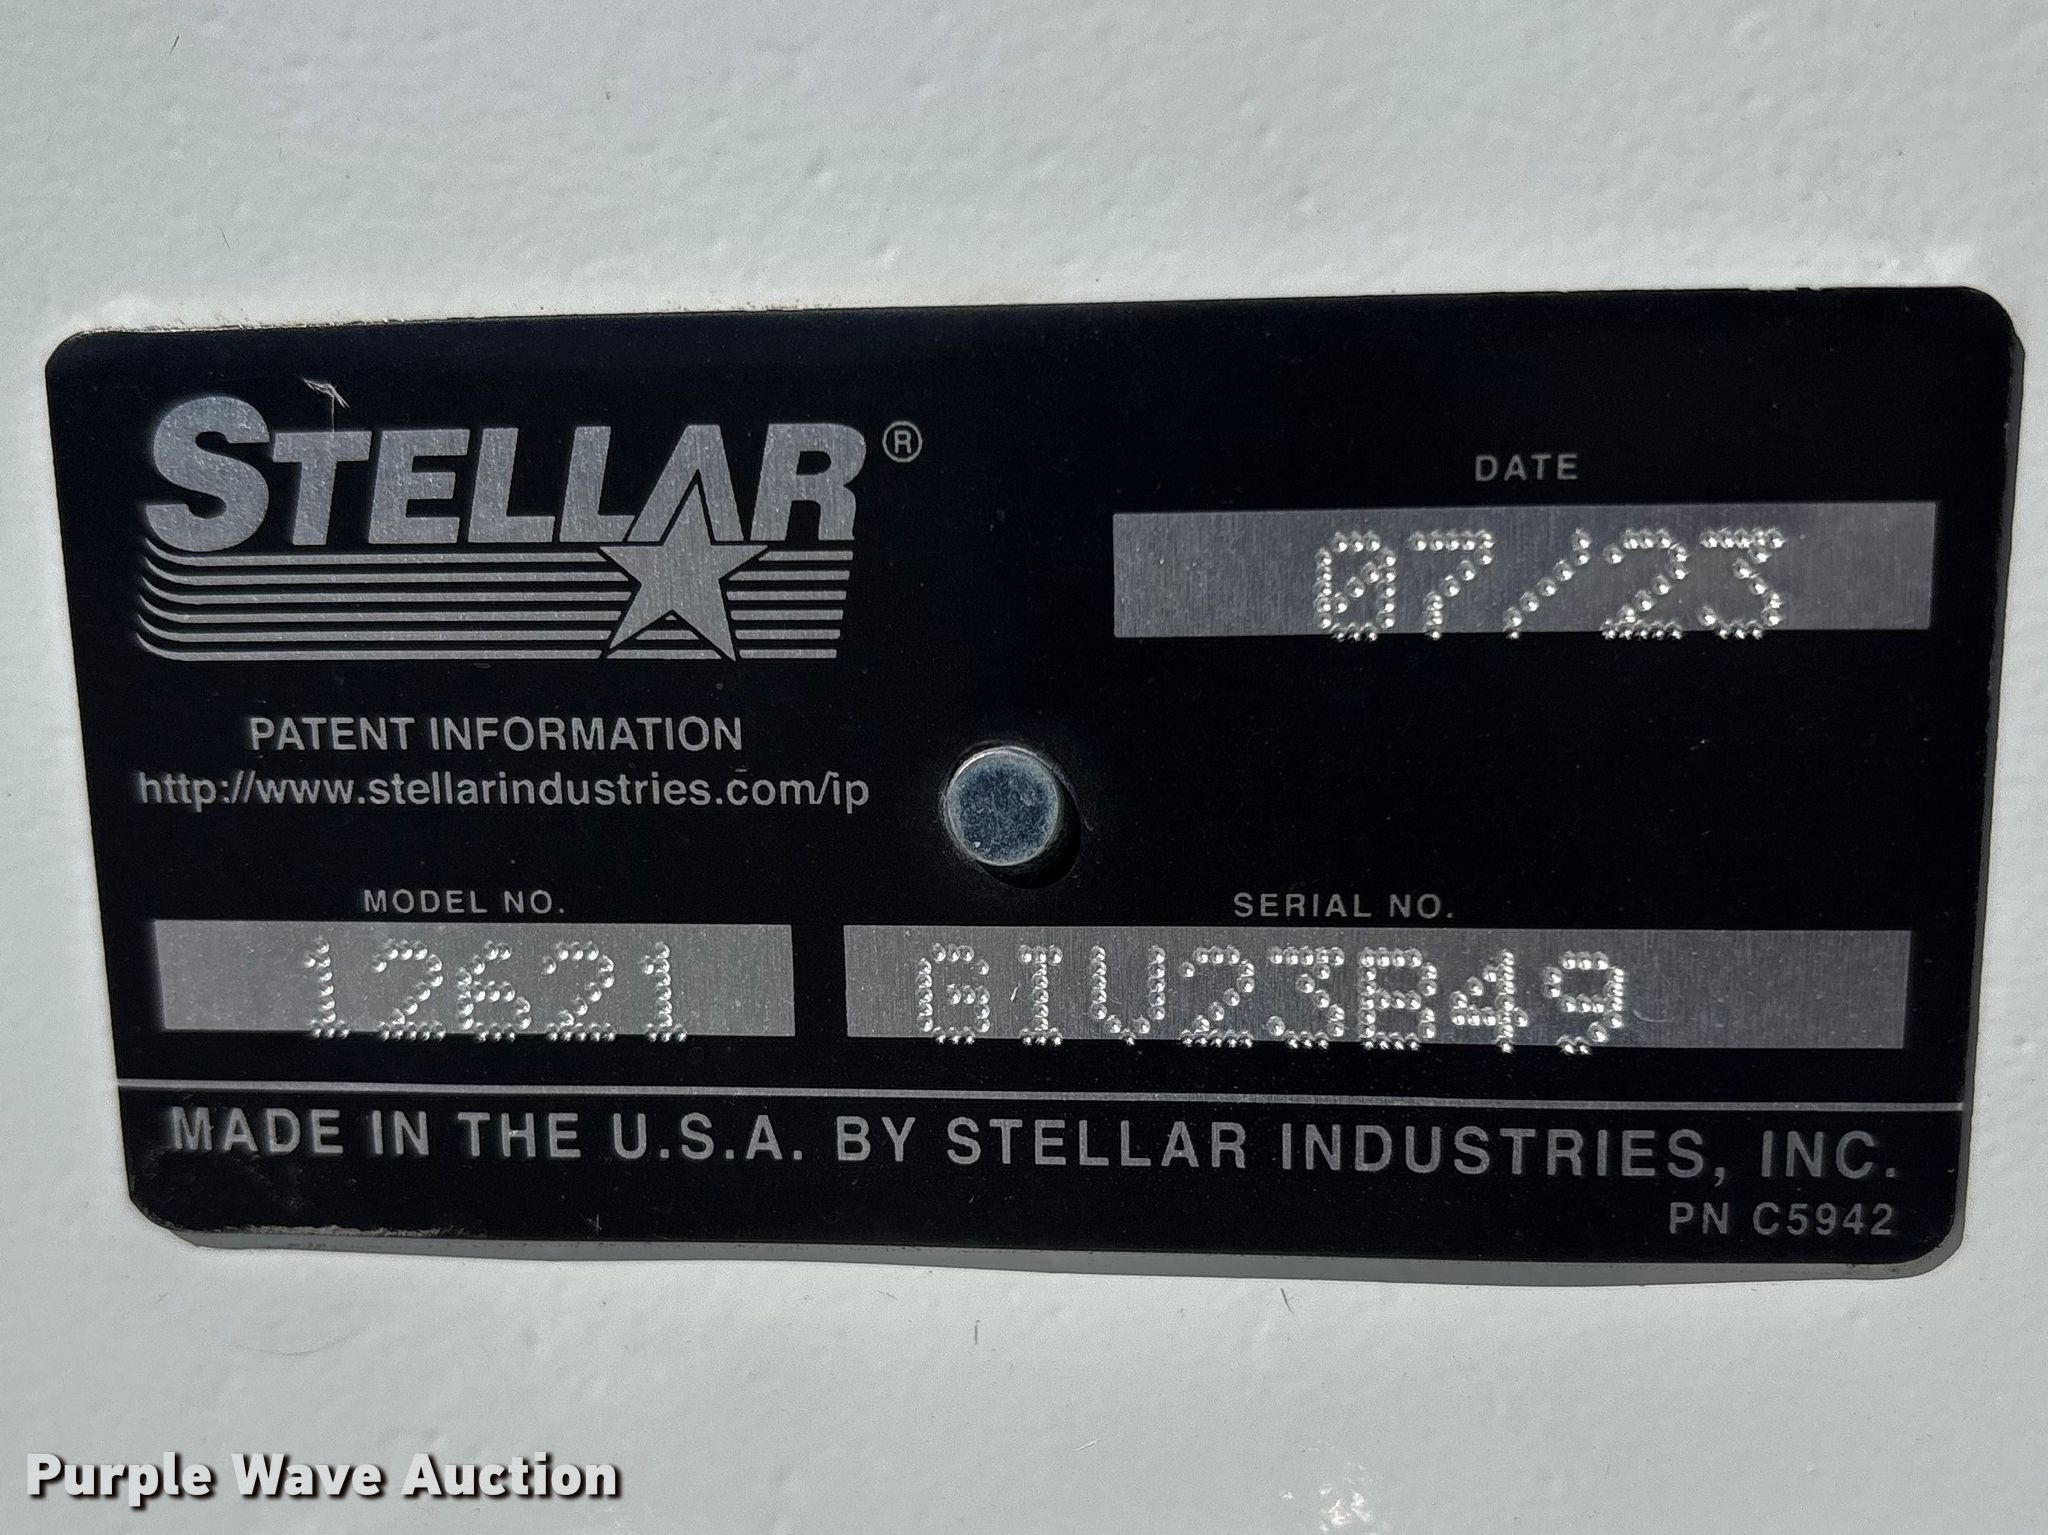 STELLAR®
DATE
07/23
PATENT INFORMATION
http://www.stellarindustries.com/ip
MODEL NO.
12621
SERIAL NO.
GIV23B49
MADE IN THE U.S.A. BY STELLAR INDUSTRIES, INC.
PN C5942
Purple Wave Auction